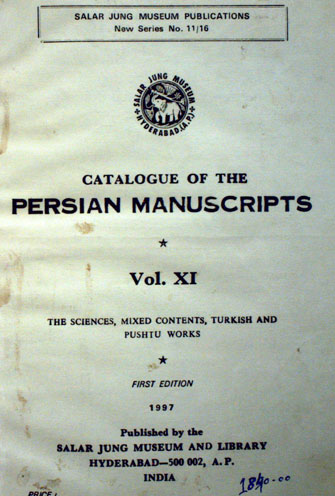 SALAR JUNG MUSEUM PUBLICATIONS
New Series No. 11/16
SALAR JUNG MUSEUM
HYDERABAD, (A.P.)
CATALOGUE OF THE
PERSIAN MANUSCRIPTS
Vol. XI
THE SCIENCES, MIXED CONTENTS, TURKISH AND
PUSHTU WORKS
FIRST EDITION
1997
Published by the
SALAR JUNG MUSEUM AND LIBRARY
HYDERABAD—500 002, A. P.
INDIA
PRICE :